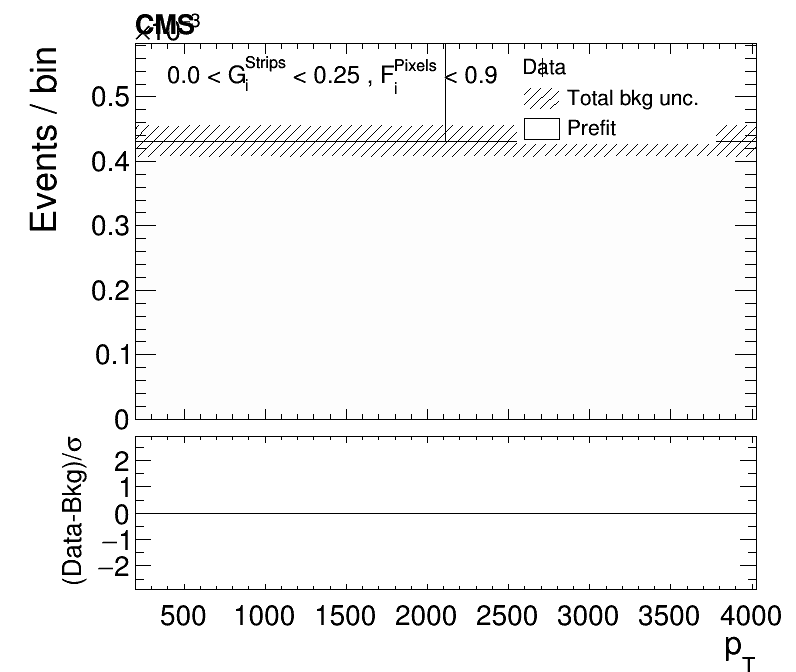 CMS
×10³
0.0 < G_i^Strips < 0.25 , F_i^Pixels < 0.9
Data
Total bkg unc.
Prefit
Events / bin
0.5
0.4
0.3
0.2
0.1
0
(Data-Bkg)/σ
2
1
0
−1
−2
500 1000 1500 2000 2500 3000 3500 4000
p_T